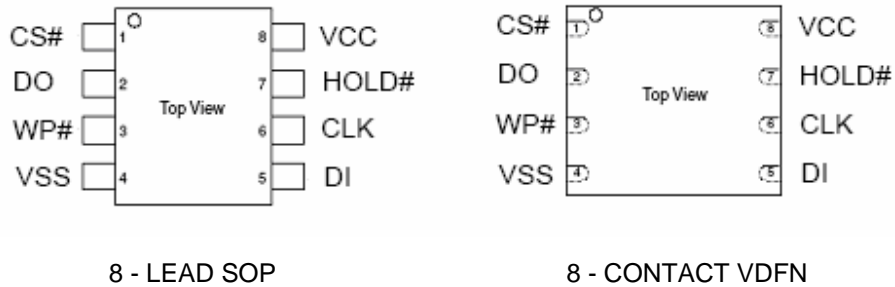 CS# 1 8 VCC
DO 2 7 HOLD#
Top View
WP# 3 6 CLK
VSS 4 5 DI
8 - LEAD SOP
CS# 1 8 VCC
DO 2 7 HOLD#
Top View
WP# 3 6 CLK
VSS 4 5 DI
8 - CONTACT VDFN